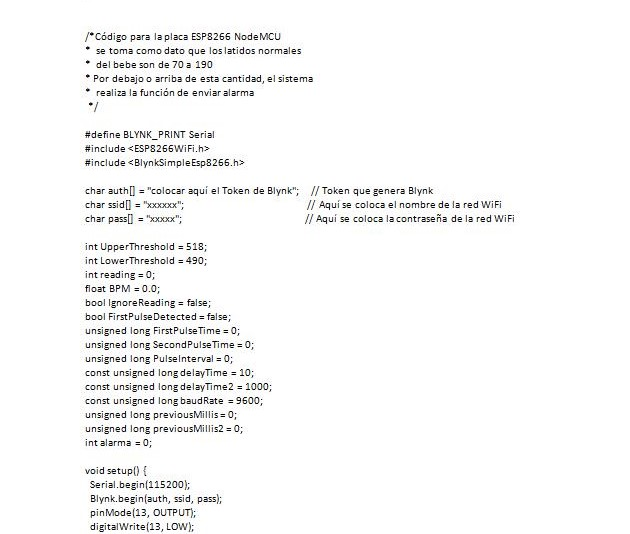 /*Código para la placa ESP8266 NodeMCU
* se toma como dato que los latidos normales
* del bebe son de 70 a 190
* Por debajo o arriba de esta cantidad, el sistema
* realiza la función de enviar alarma
*/
#define BLYNK_PRINT Serial
#include <ESP8266WiFi.h>
#include <BlynkSimpleEsp8266.h>
char auth[] = "colocar aquí el Token de Blynk"; // Token que genera Blynk
char ssid[] = "xxxxxx"; // Aquí se coloca el nombre de la red WiFi
char pass[] = "xxxxx"; // Aquí se coloca la contraseña de la red WiFi
int UpperThreshold = 518;
int LowerThreshold = 490;
int reading = 0;
float BPM = 0.0;
bool IgnoreReading = false;
bool FirstPulseDetected = false;
unsigned long FirstPulseTime = 0;
unsigned long SecondPulseTime = 0;
unsigned long PulseInterval = 0;
const unsigned long delayTime = 10;
const unsigned long delayTime2 = 1000;
const unsigned long baudRate = 9600;
unsigned long previousMillis = 0;
unsigned long previousMillis2 = 0;
int alarma = 0;
void setup() {
Serial.begin(115200);
Blynk.begin(auth, ssid, pass);
pinMode(13, OUTPUT);
digitalWrite(13, LOW);